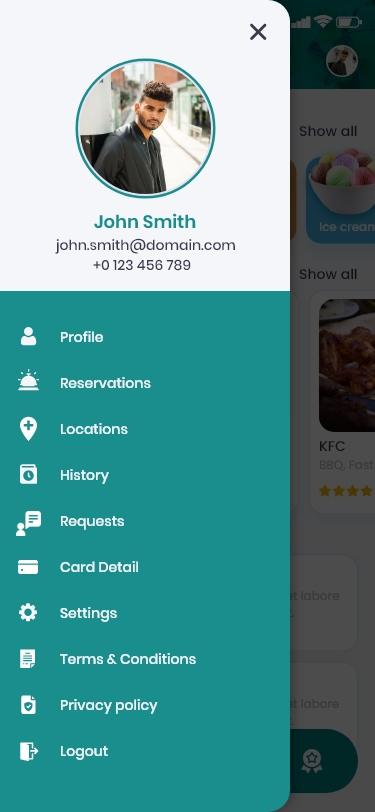 John Smith
john.smith@domain.com
+0 123 456 789
Profile
Reservations
Locations
History
Requests
Card Detail
Settings
Terms & Conditions
Privacy policy
Logout
Show all
Ice cream
Show all
KFC
BBQ, Fast
labore
labore